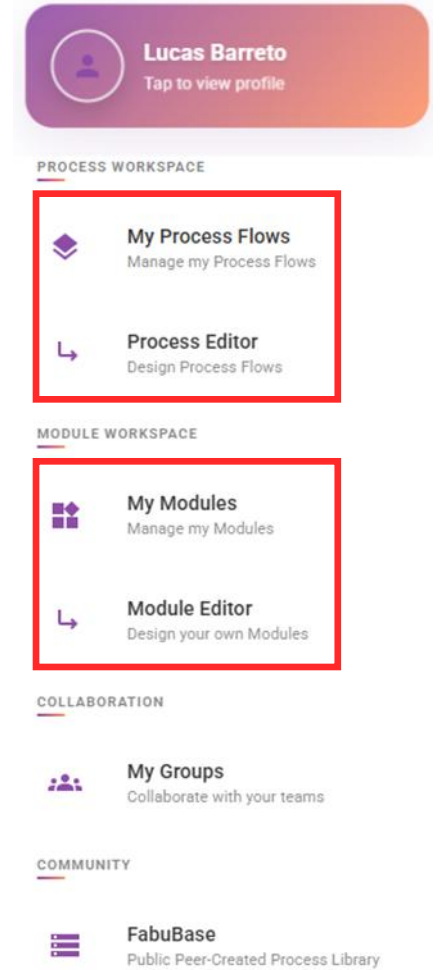 Lucas Barreto
Tap to view profile
PROCESS WORKSPACE
My Process Flows
Manage my Process Flows
Process Editor
Design Process Flows
MODULE WORKSPACE
My Modules
Manage my Modules
Module Editor
Design your own Modules
COLLABORATION
My Groups
Collaborate with your teams
COMMUNITY
FabuBase
Public Peer-Created Process Library